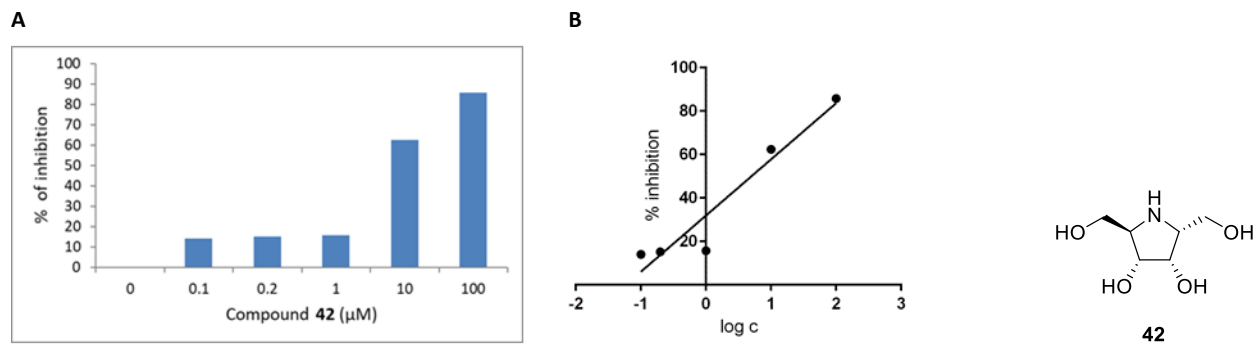 A
% of inhibition
100
90
80
70
60
50
40
30
20
10
0
0 0.1 0.2 1 10 100
Compound 42 (µM)
B
% inhibition
100
80
60
40
20
-2 -1 0 1 2 3
log c
H
N
HO OH
HO OH
42